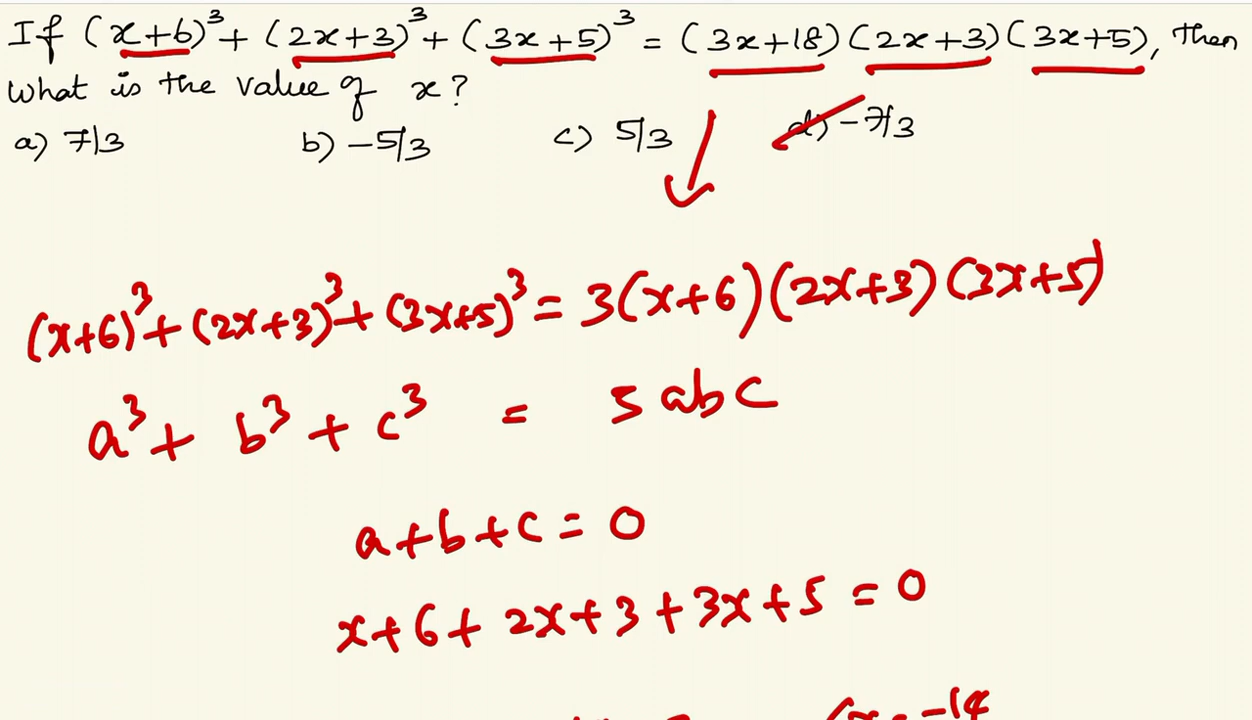 If (x+6)³ + (2x+3)³ + (3x+5)³ = (3x+18)(2x+3)(3x+5), then
what is the value of x?
a) 7/3 b) -5/3 c) 5/3 d) -7/3
(x+6)³ + (2x+3)³ + (3x+5)³ = 3(x+6)(2x+3)(3x+5)
a³ + b³ + c³ = 3abc
a+b+c = 0
x+6+ 2x+3 +3x+5 = 0
6x = -14